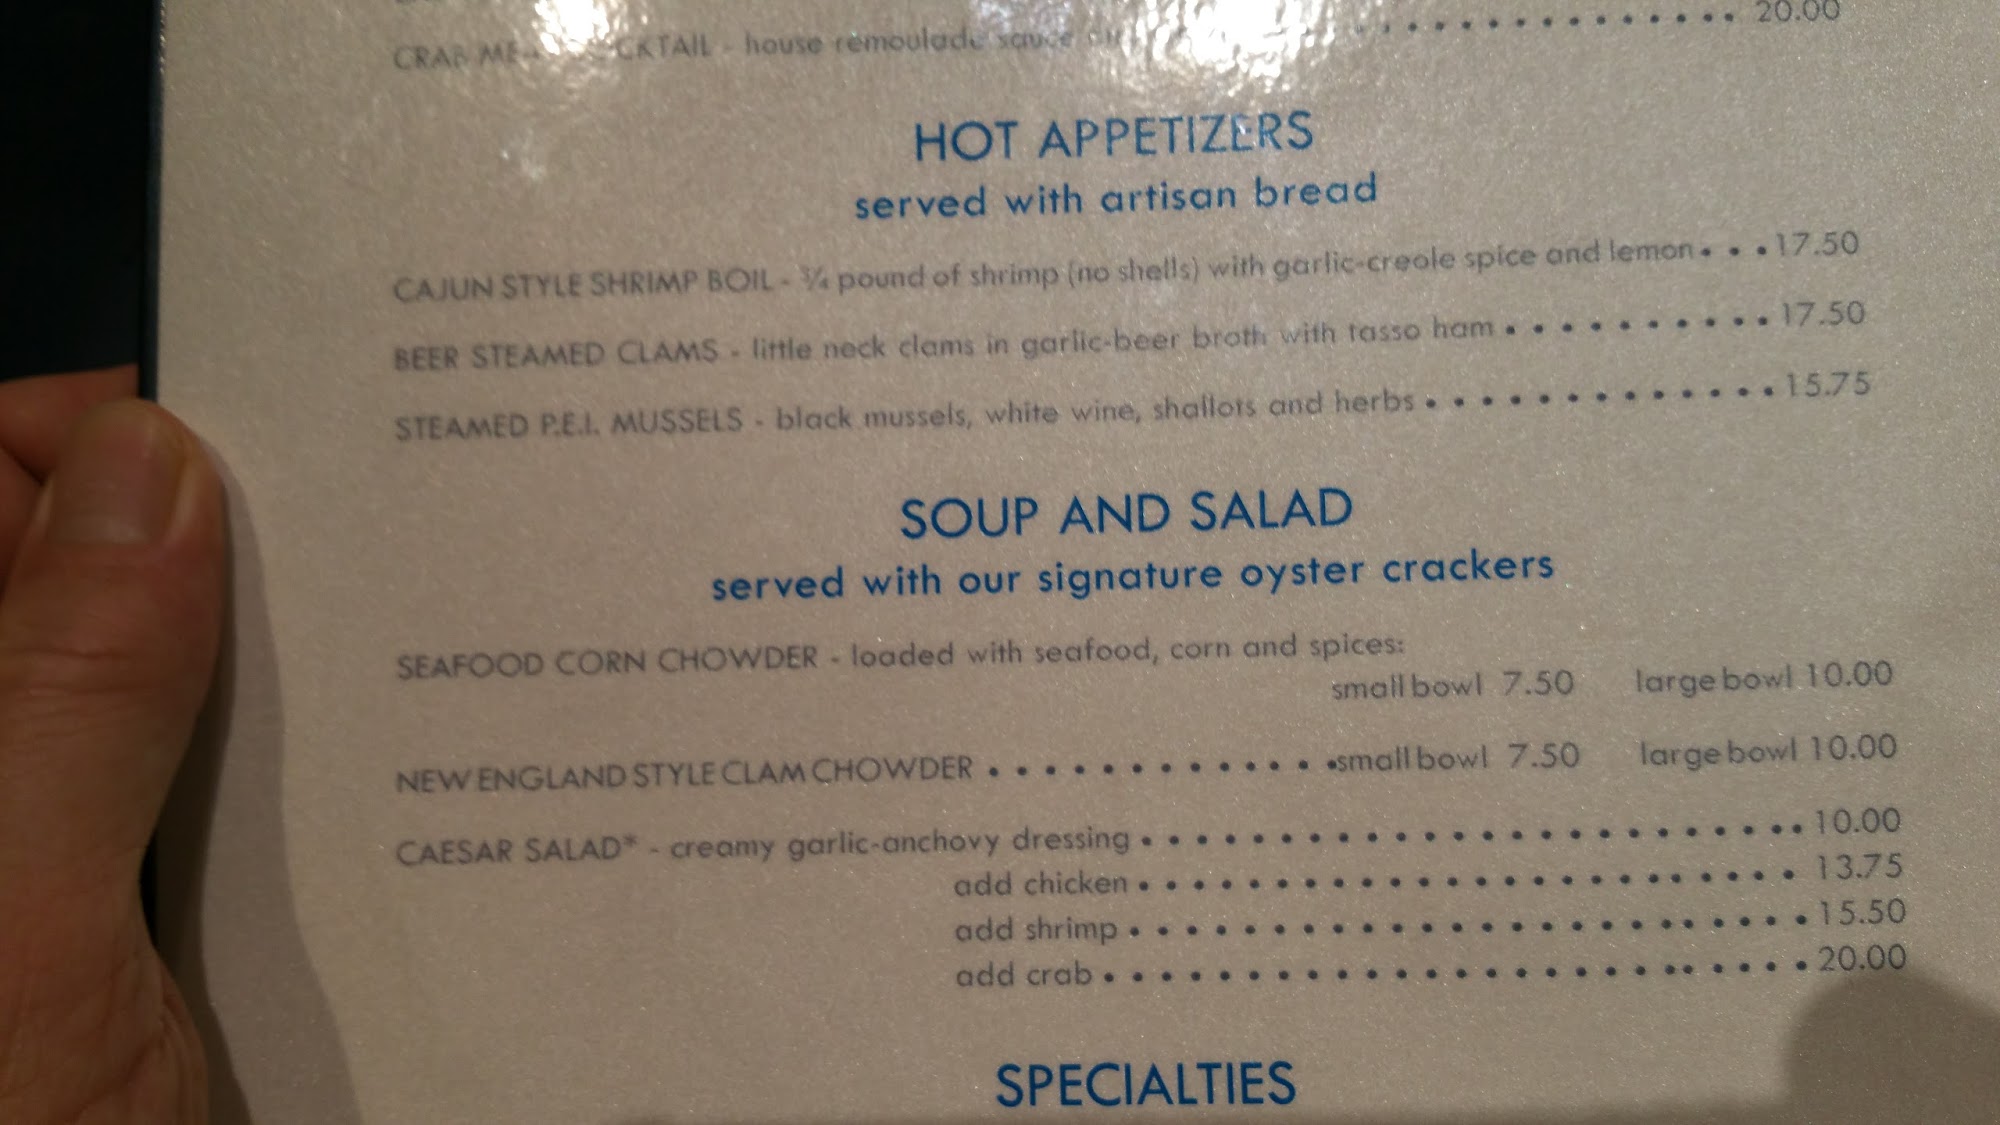 20.00
CRAB COCKTAIL - house remoulade sauce
HOT APPETIZERS
served with artisan bread
CAJUN STYLE SHRIMP BOIL - ¾ pound of shrimp (no shells) with garlic-creole spice and lemon • • • 17.50
BEER STEAMED CLAMS - little neck clams in garlic-beer broth with tasso ham • • • • • • • • • • 17.50
STEAMED P.E.I. MUSSELS - black mussels, white wine, shallots and herbs • • • • • • • • • • • • • 15.75
SOUP AND SALAD
served with our signature oyster crackers
SEAFOOD CORN CHOWDER - loaded with seafood, corn and spices:
small bowl 7.50 large bowl 10.00
NEW ENGLAND STYLE CLAM CHOWDER • • • • • • • • • • • • • small bowl 7.50 large bowl 10.00
CAESAR SALAD* - creamy garlic-anchovy dressing • • • • • • • • • • • • • • • • • • • • • • • • • 10.00
add chicken • • • • • • • • • • • • • • • • • • • • • • • • 13.75
add shrimp • • • • • • • • • • • • • • • • • • • • • • • • 15.50
add crab • • • • • • • • • • • • • • • • • • • • • • • • • • 20.00
SPECIALTIES